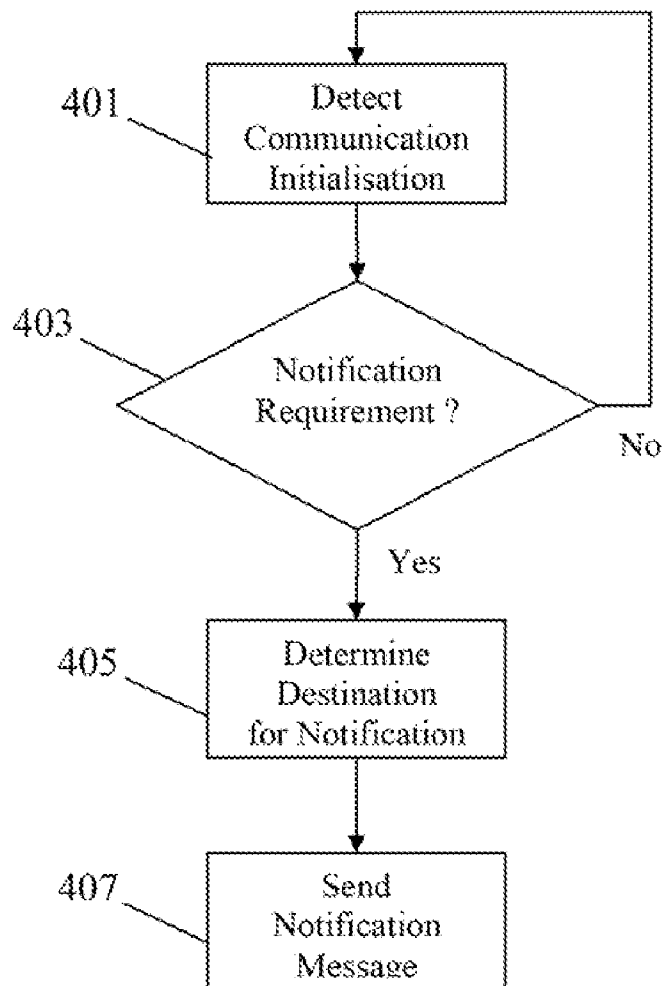 401
Detect
Communication
Initialisation
403
Notification
Requirement ?
No
Yes
405
Determine
Destination
for Notification
407
Send
Notification
Message